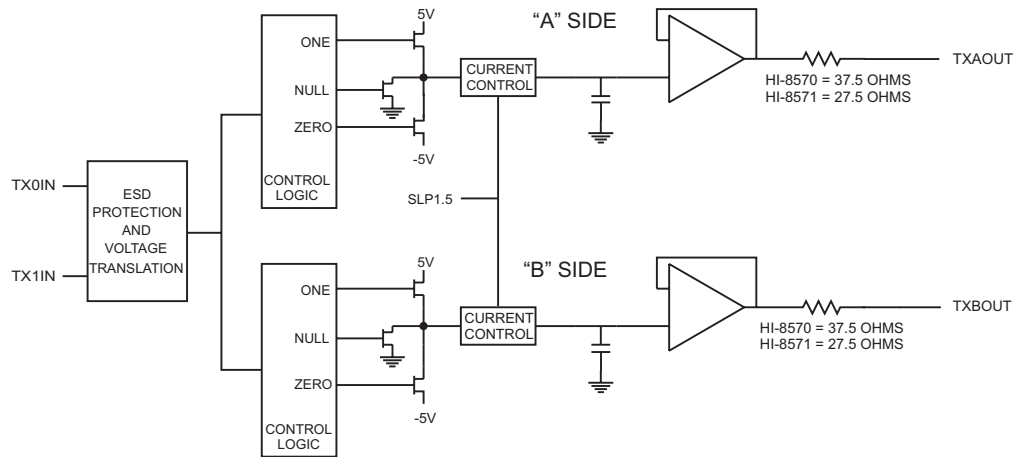 "A" SIDE
5V
ONE
NULL
ZERO
-5V
CONTROL
LOGIC
CURRENT
CONTROL
HI-8570 = 37.5 OHMS
HI-8571 = 27.5 OHMS
TXAOUT
TX0IN
TX1IN
ESD
PROTECTION
AND
VOLTAGE
TRANSLATION
SLP1.5
"B" SIDE
5V
ONE
NULL
ZERO
-5V
CONTROL
LOGIC
CURRENT
CONTROL
HI-8570 = 37.5 OHMS
HI-8571 = 27.5 OHMS
TXBOUT